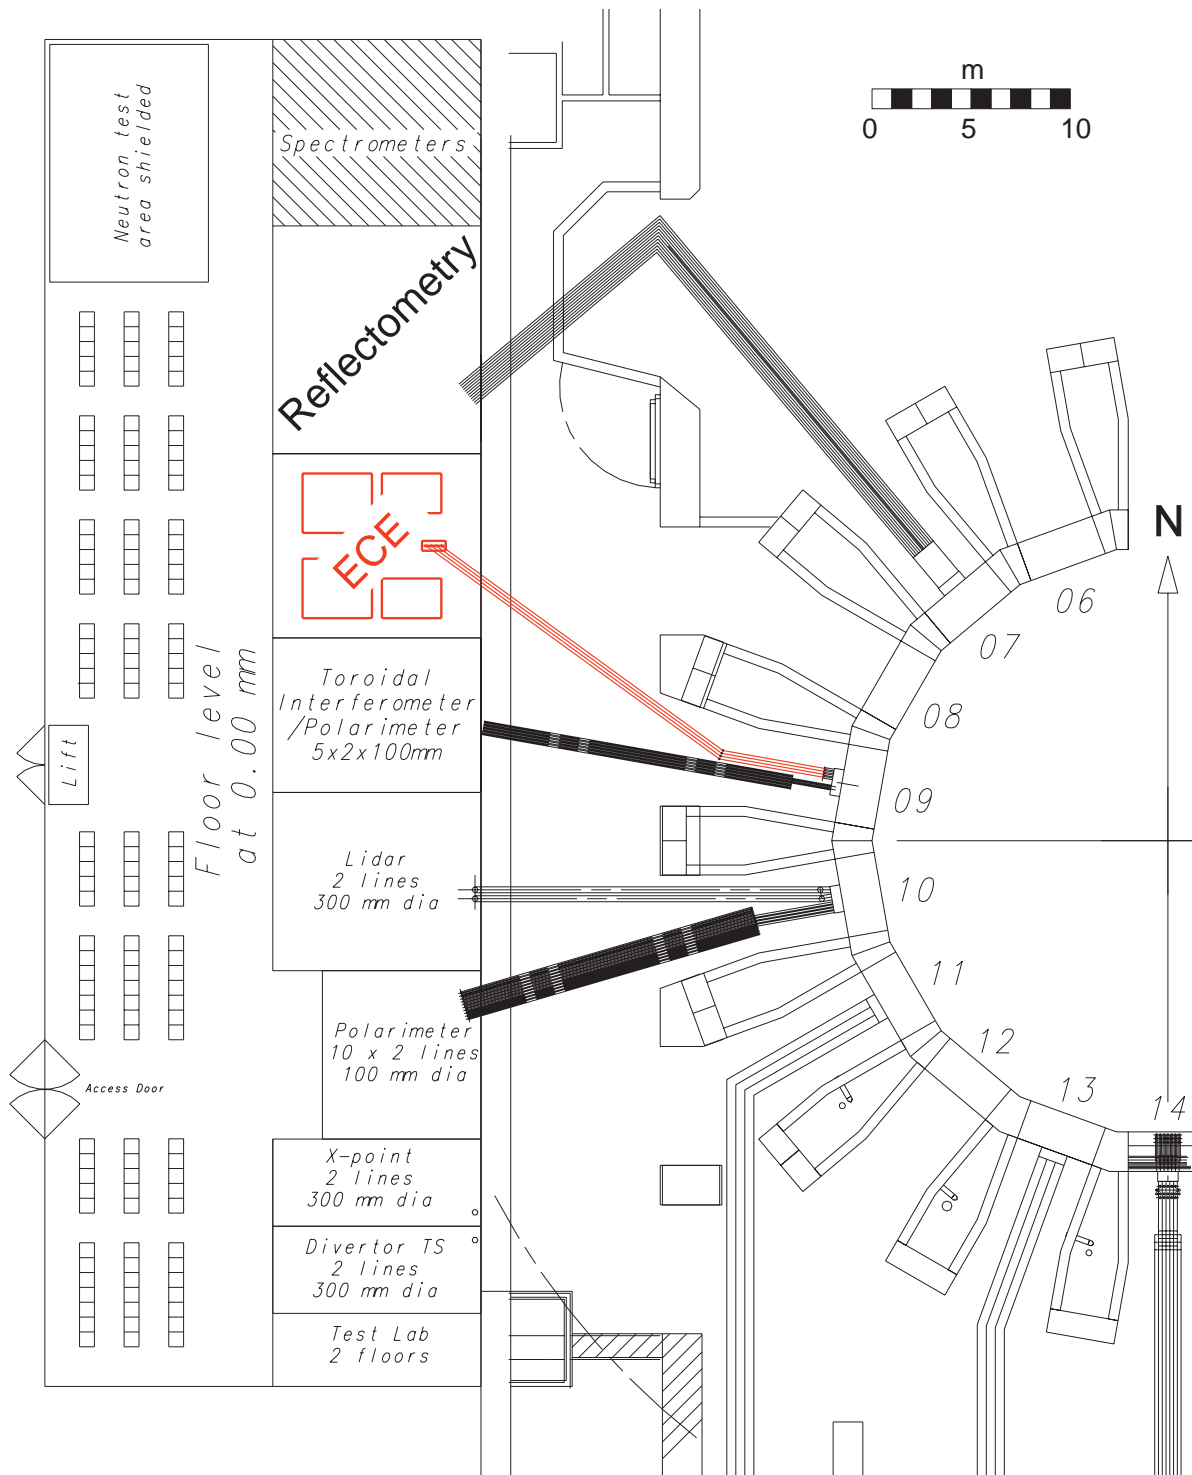 m
0 5 10
Neutron test
area shielded
Spectrometers
Reflectometry
N
ECE
06
07
08
09
10
11
12
13
14
Floor level
at 0.00 mm
Lift
Toroidal
Interferometer
/Polarimeter
5x2x100mm
Lidar
2 lines
300 mm dia
Polarimeter
10 x 2 lines
100 mm dia
Access Door
X-point
2 lines
300 mm dia
Divertor TS
2 lines
300 mm dia
Test Lab
2 floors